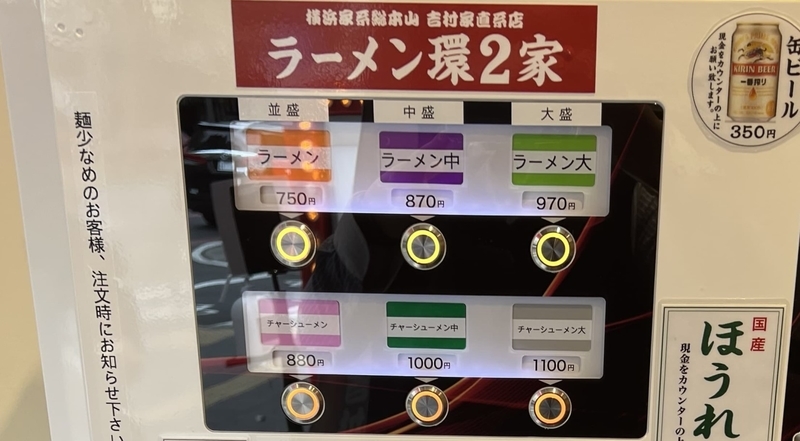 横浜家系総本山 吉村家直系店
ラーメン環2家
並盛
中盛
大盛
ラーメン
ラーメン中
ラーメン大
750円
870円
970円
チャーシューメン
チャーシューメン中
チャーシューメン大
880円
1000円
1100円
麺少なめのお客様、注文時にお知らせ下さい
缶ビール
現金をカウンターの上に
お願い致します。
KIRIN BEER
一番搾り
350円
国産
ほうれ
現金をカウンターの上